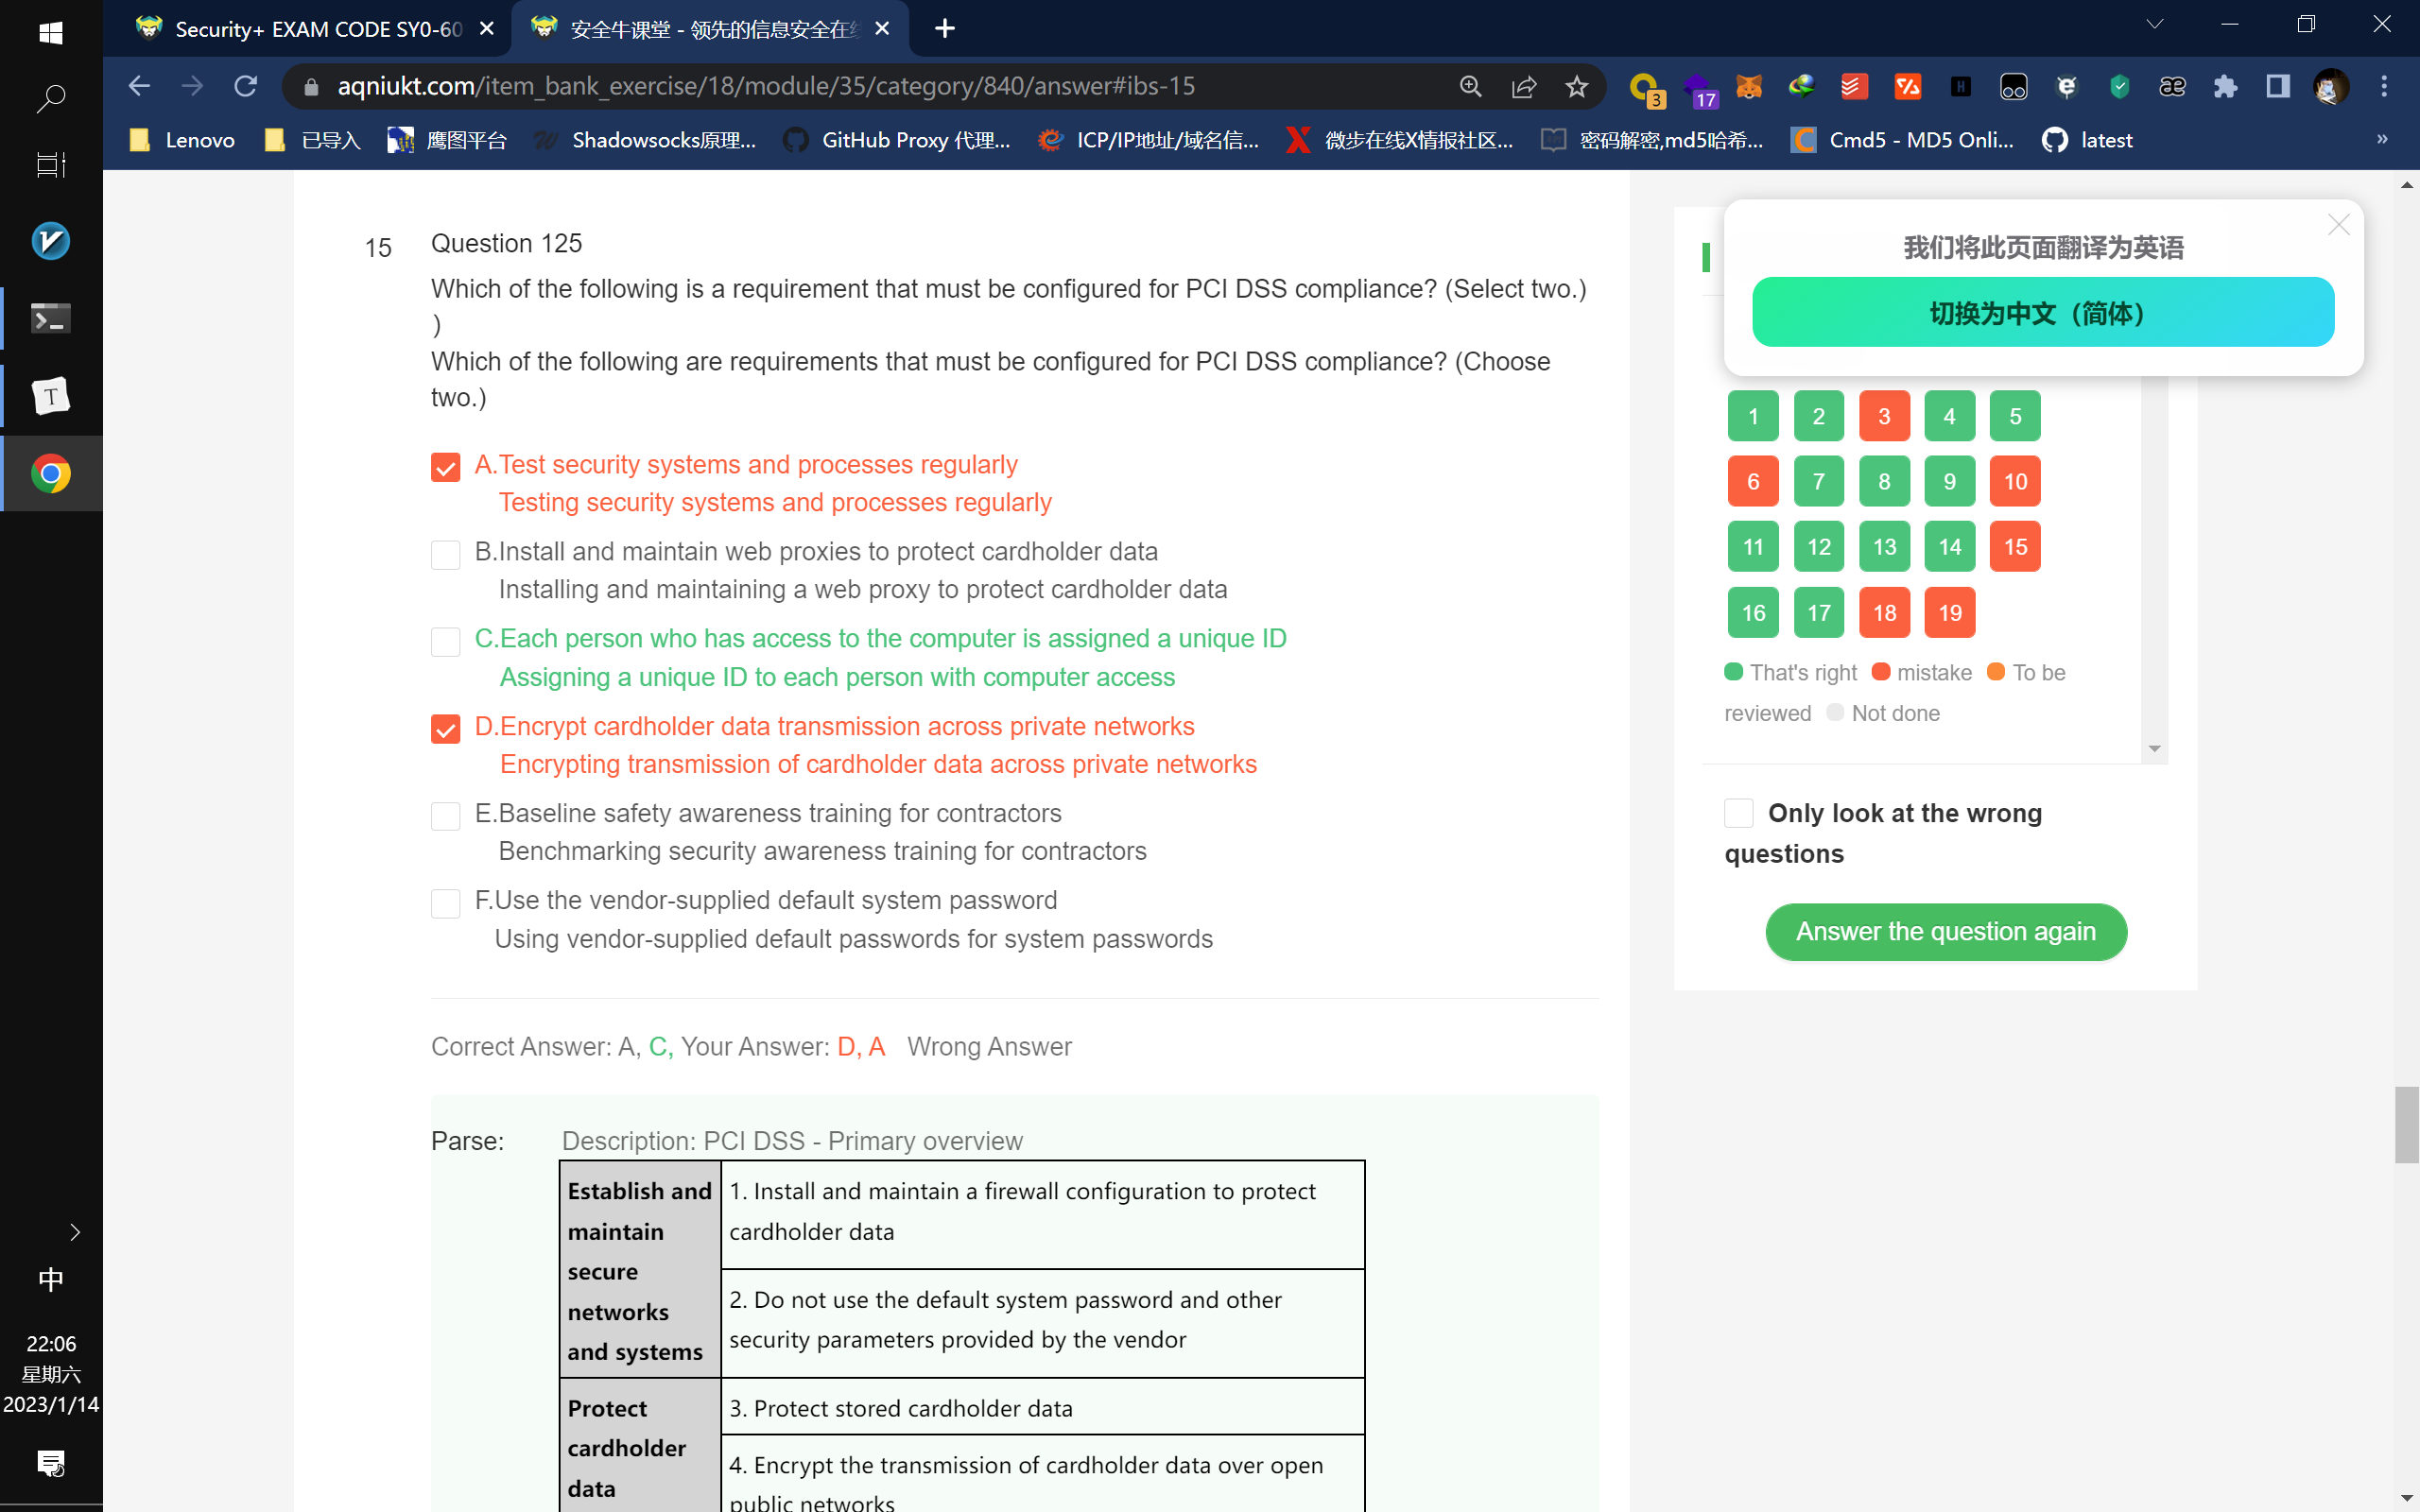 Security+ EXAM CODE SY0-60
安全牛课堂 - 领先的信息安全在线
aqniukt.com/item_bank_exercise/18/module/35/category/840/answer#ibs-15
3
17
Lenovo
已导入
鹰图平台
Shadowsocks原理...
GitHub Proxy 代理...
ICP/IP地址/域名信...
微步在线X情报社区...
密码解密,md5哈希...
Cmd5 - MD5 Onli...
latest
»
15
Question 125
Which of the following is a requirement that must be configured for PCI DSS compliance? (Select two.)
)
Which of the following are requirements that must be configured for PCI DSS compliance? (Choose
two.)
A.Test security systems and processes regularly
Testing security systems and processes regularly
B.Install and maintain web proxies to protect cardholder data
Installing and maintaining a web proxy to protect cardholder data
C.Each person who has access to the computer is assigned a unique ID
Assigning a unique ID to each person with computer access
D.Encrypt cardholder data transmission across private networks
Encrypting transmission of cardholder data across private networks
E.Baseline safety awareness training for contractors
Benchmarking security awareness training for contractors
F.Use the vendor-supplied default system password
Using vendor-supplied default passwords for system passwords
Correct Answer: A, C, Your Answer: D, A Wrong Answer
Parse:
Description: PCI DSS - Primary overview
Establish and
maintain
secure
networks
and systems
1. Install and maintain a firewall configuration to protect
cardholder data
2. Do not use the default system password and other
security parameters provided by the vendor
Protect
cardholder
data
3. Protect stored cardholder data
4. Encrypt the transmission of cardholder data over open
public networks
我们将此页面翻译为英语
切换为中文（简体）
1 2 3 4 5
6 7 8 9 10
11 12 13 14 15
16 17 18 19
That's right mistake To be
reviewed Not done
Only look at the wrong
questions
Answer the question again
T
中
22:06
星期六
2023/1/14